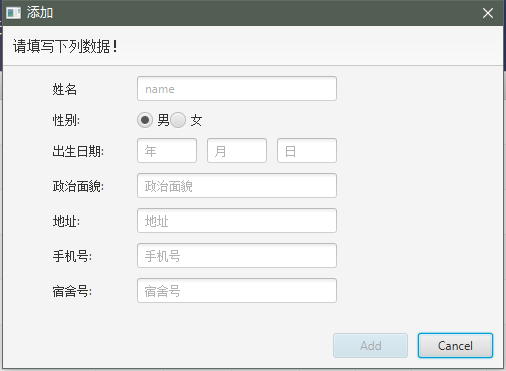 添加
请填写下列数据!
姓名 name
性别: 男 女
出生日期: 年 月 日
政治面貌: 政治面貌
地址: 地址
手机号: 手机号
宿舍号: 宿舍号
Add Cancel